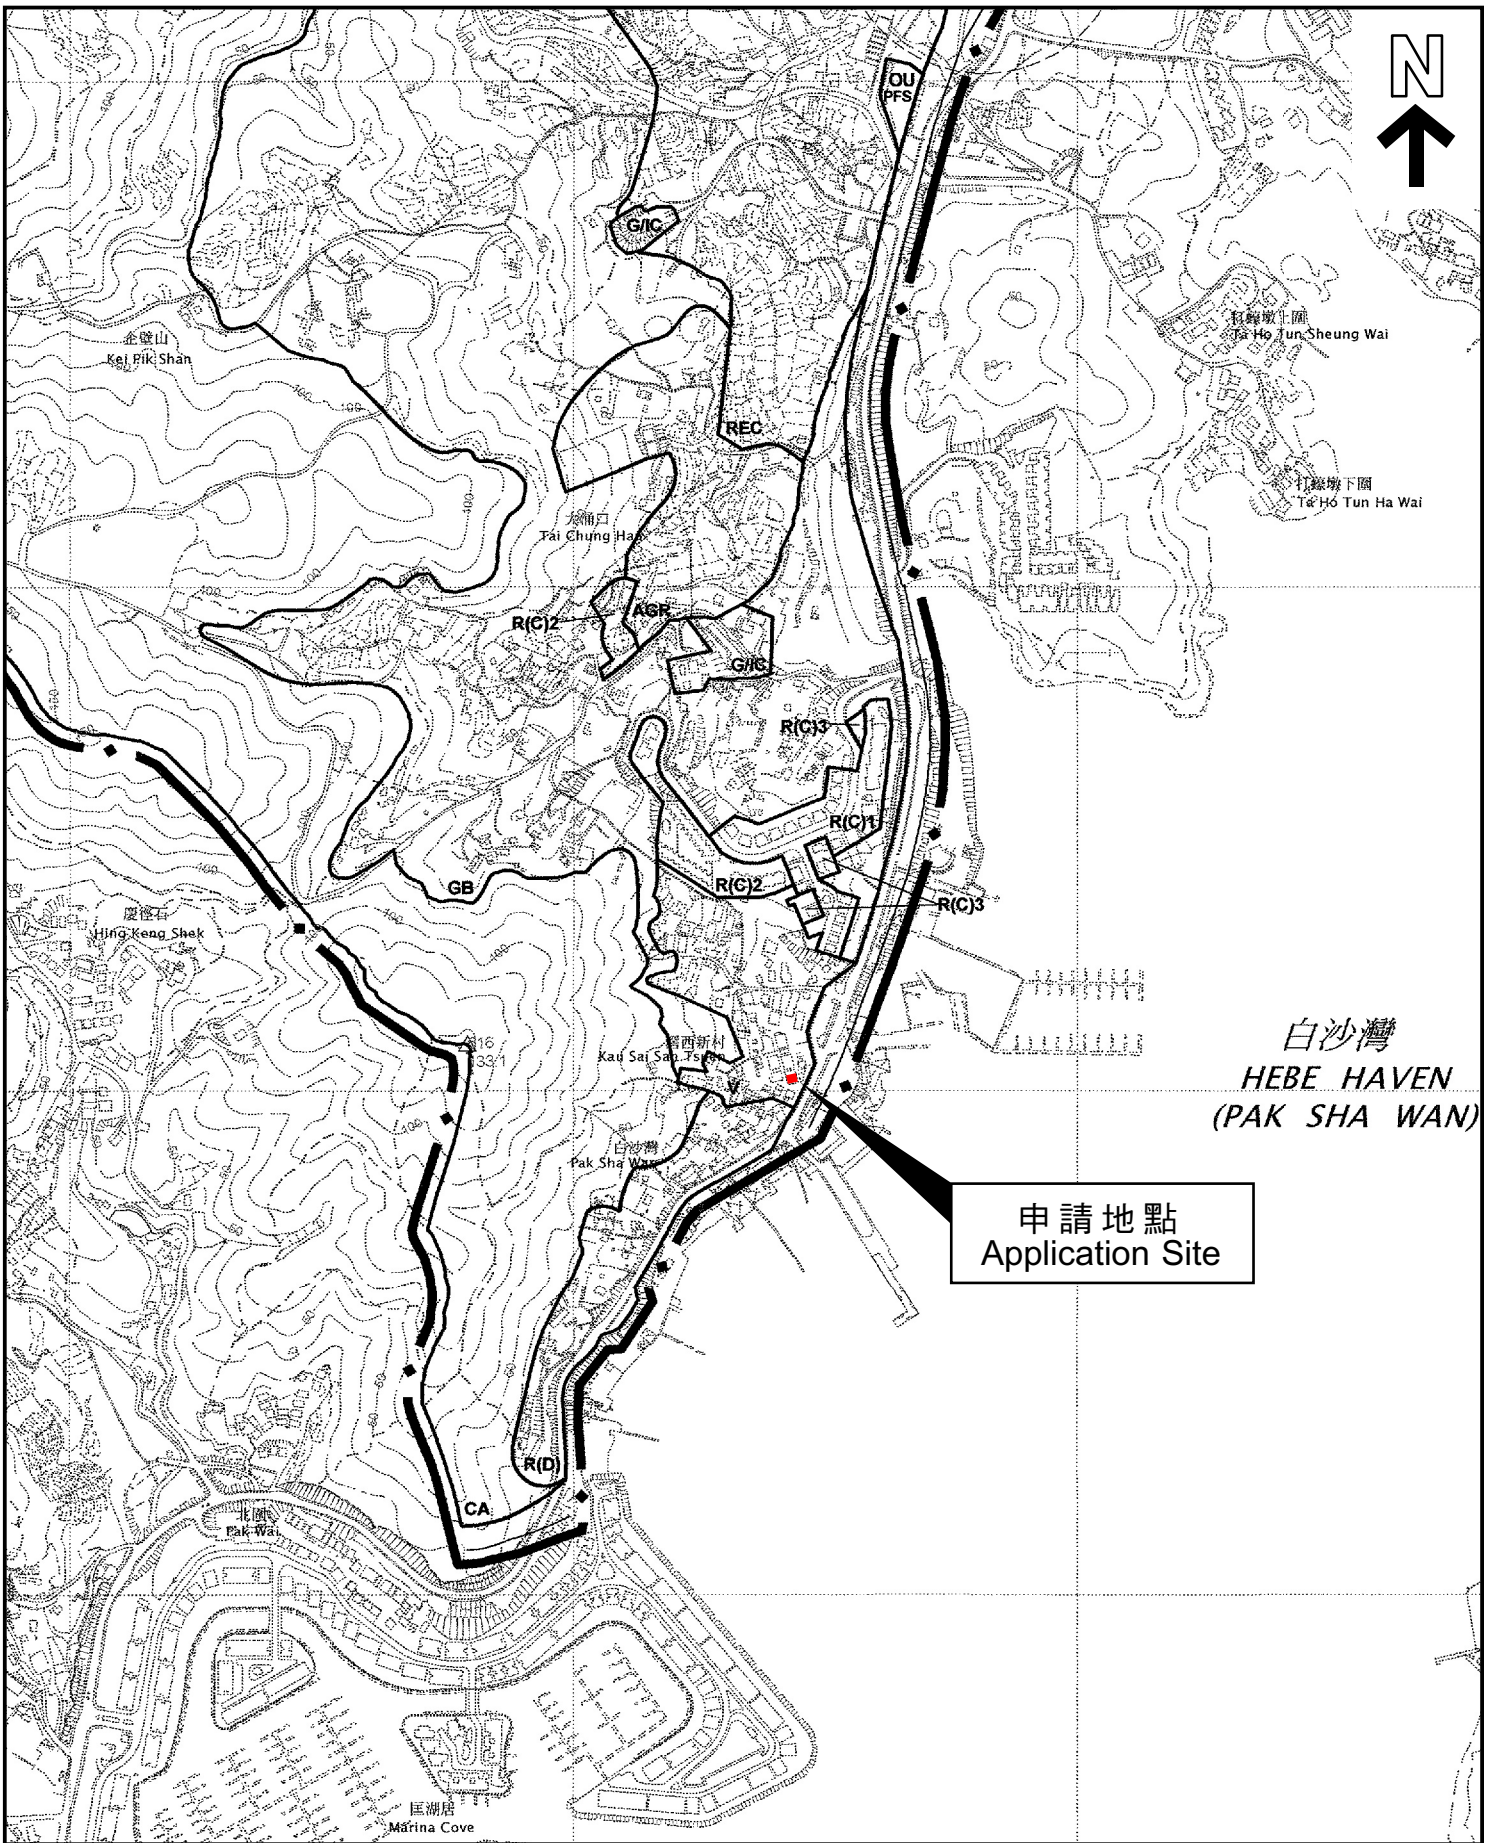 N
OU
PFS
G/IC
打蠔墩上圍
Ta Ho Tun Sheung Wai
企壁山
Kei Pik Shan
REC
打蠔墩下圍
Ta Ho Tun Ha Wai
大涌口
Tai Chung Hau
R(C)2
AGR
G/IC
R(C)3
R(C)1
R(C)2
GB
R(C)3
慶徑石
Hing Keng Shek
滘西新村
Kau Sai San Tsuen
V
白沙灣
HEBE HAVEN
(PAK SHA WAN)
白沙灣
Pak Sha Wan
申請地點
Application Site
R(D)
CA
北圍
Pak Wai
匡湖居
Marina Cove